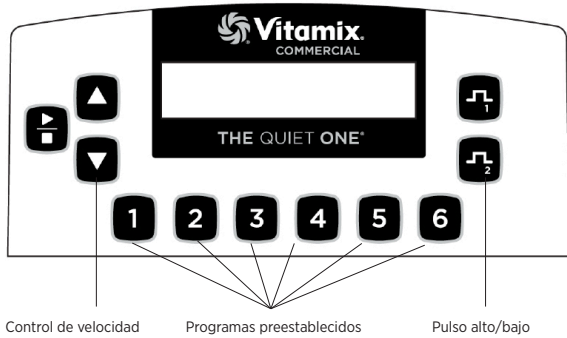 Vitamix.
COMMERCIAL
THE QUIET ONE®
1
2
1 2 3 4 5 6
Control de velocidad Programas preestablecidos Pulso alto/bajo